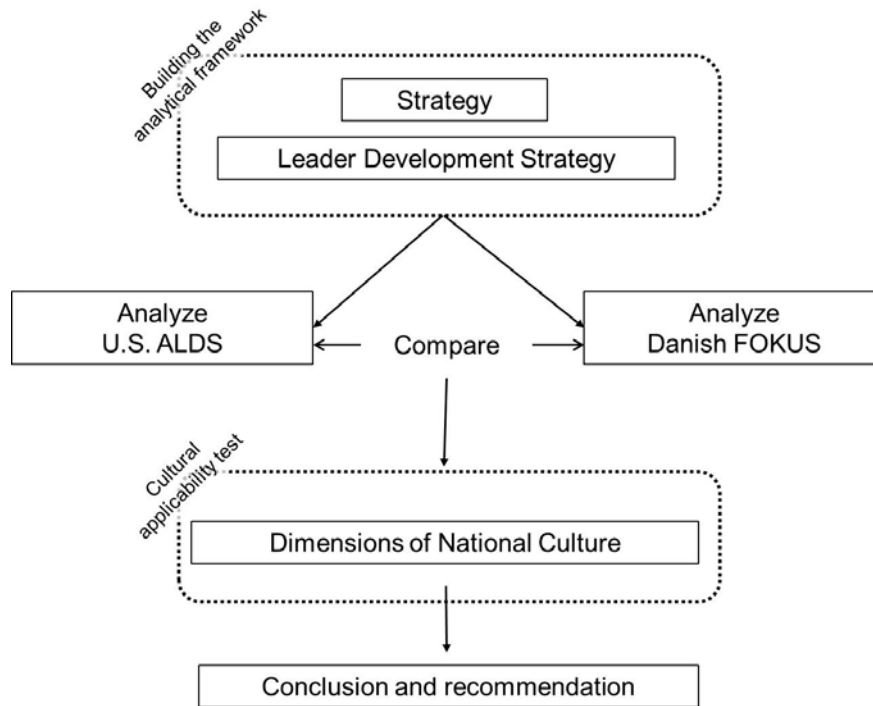 Building the
analytical framework
Strategy
Leader Development Strategy
Analyze
U.S. ALDS
Compare
Analyze
Danish FOKUS
Cultural
applicability test
Dimensions of National Culture
Conclusion and recommendation